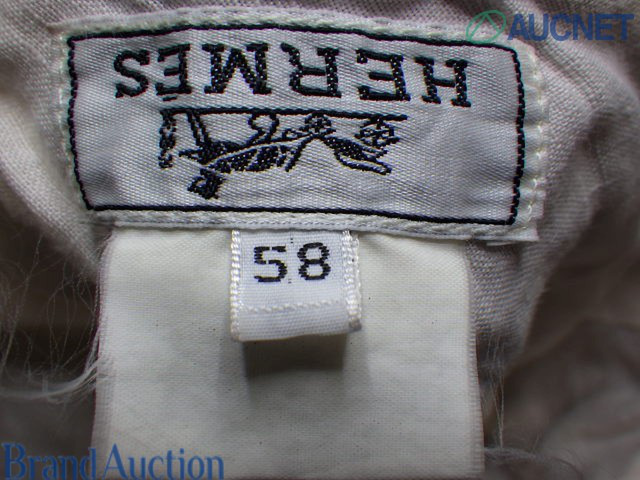 AUCNET
HERMES
58
Brand Auction